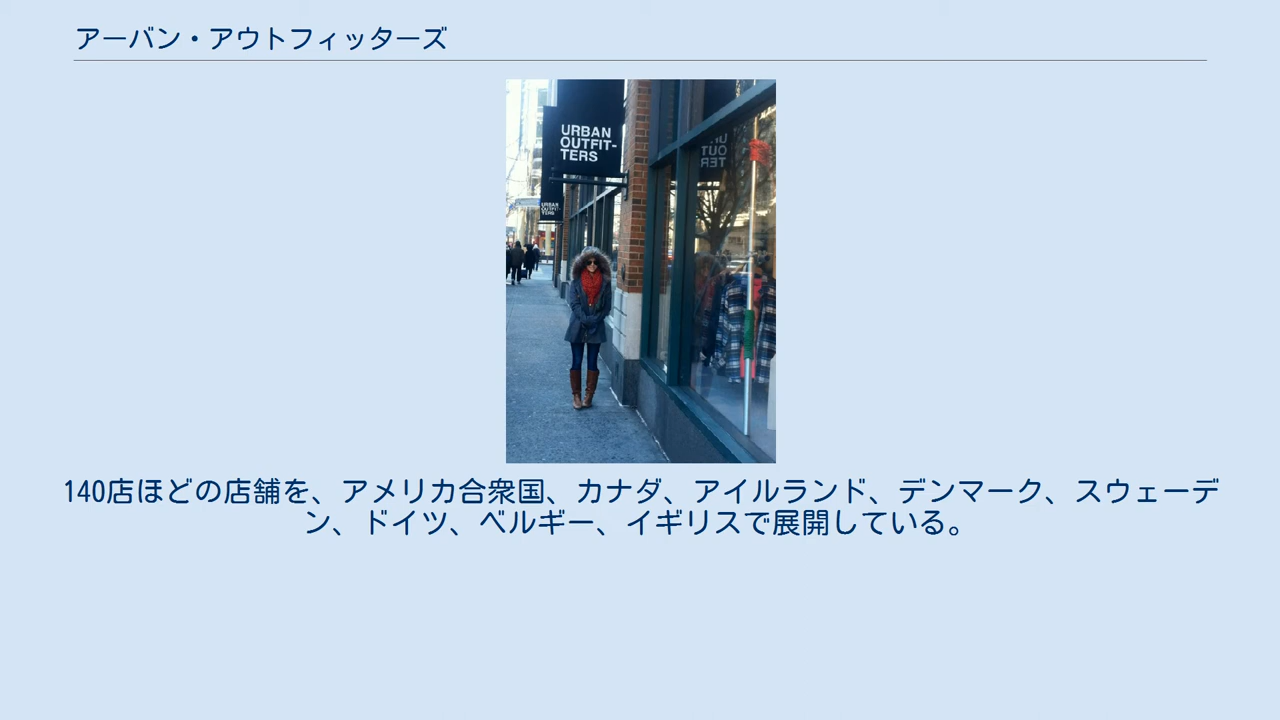 アーバン・アウトフィッターズ
URBAN
OUTFIT-
TERS
URBAN
OUTFIT-
TERS
140店ほどの店舗を、アメリカ合衆国、カナダ、アイルランド、デンマーク、スウェーデ
ン、ドイツ、ベルギー、イギリスで展開している。